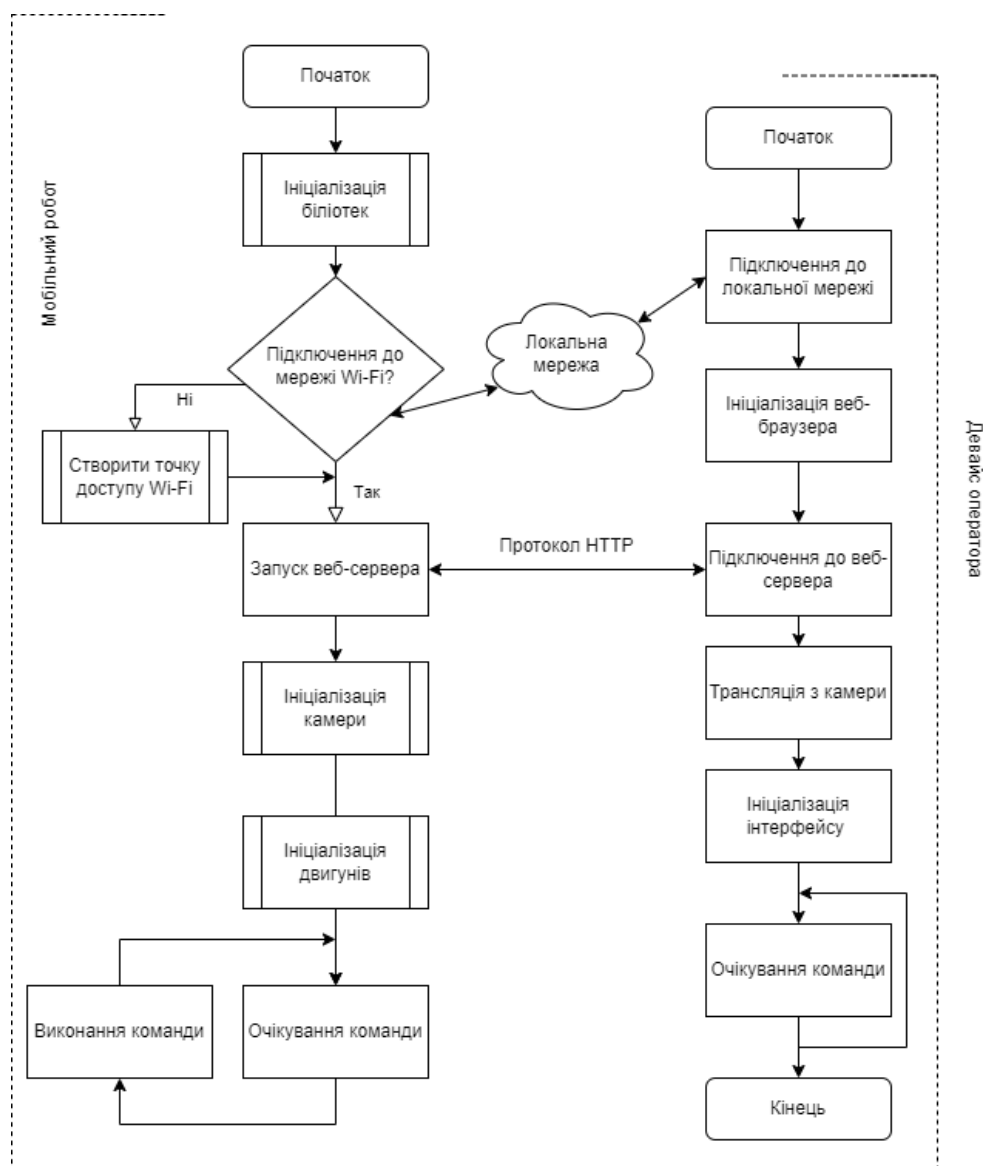 Початок
Ініціалізація
біліотек
Мобільний робот
Підключення до
мережі Wi-Fi?
Ні
Створити точку
доступу Wi-Fi
Так
Запуск веб-сервера
Ініціалізація
камери
Ініціалізація
двигунів
Виконання команди
Очікування команди
Локальна
мережа
Протокол HTTP
Початок
Підключення до
локальної мережі
Ініціалізація веб-
браузера
Підключення до веб-
сервера
Трансляція з камери
Ініціалізація
інтерфейсу
Очікування команди
Кінець
Девайс оператора